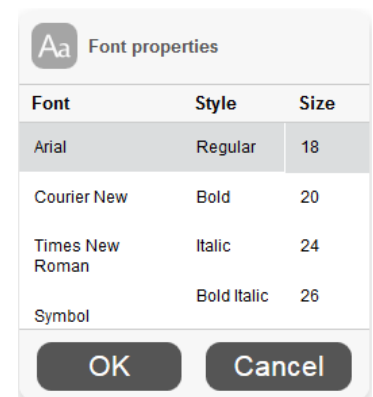 Aa Font properties
Font Style Size
Arial Regular 18
Courier New Bold 20
Times New Italic 24
Roman
Bold Italic 26
Symbol
OK Cancel